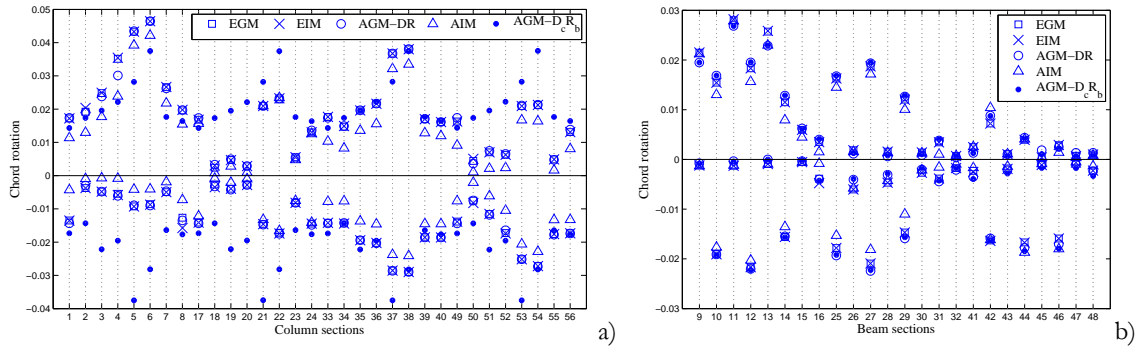 EGM EIM AGM-DR AIM AGM-DcRb
0.05
0.04
0.03
0.02
0.01
0
−0.01
−0.02
−0.03
−0.04
Chord rotation
1 2 3 4 5 6 7 8 17 18 19 20 21 22 23 24 33 34 35 36 37 38 39 40 49 50 51 52 53 54 55 56
Column sections
a)
EGM
EIM
AGM-DR
AIM
AGM-DcRb
0.03
0.02
0.01
0
−0.01
−0.02
−0.03
Chord rotation
9 10 11 12 13 14 15 16 25 26 27 28 29 30 31 32 41 42 43 44 45 46 47 48
Beam sections
b)